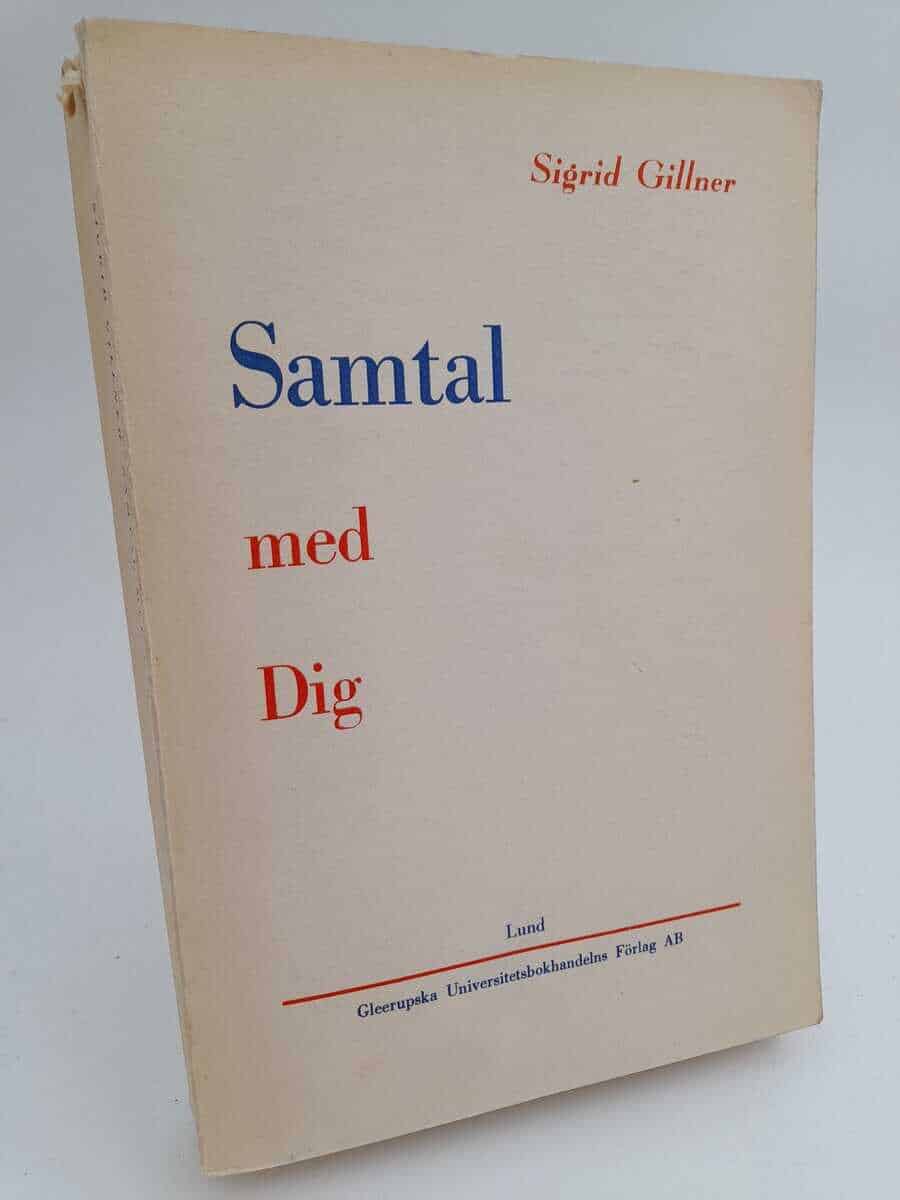 Sigrid Gillner
Samtal
med
Dig
Lund
Gleerupska Universitetsbokhandelns Förlag AB